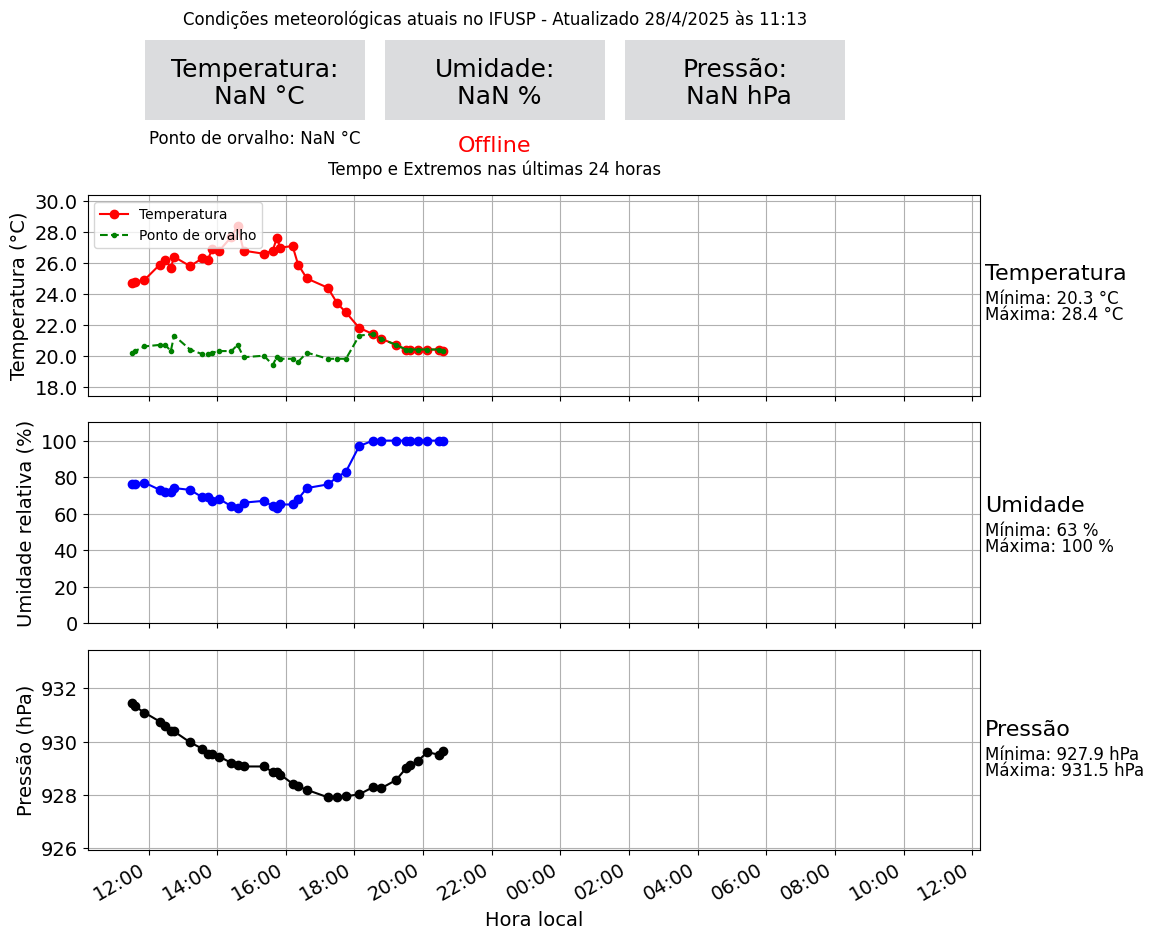 Condições meteorológicas atuais no IFUSP - Atualizado 28/4/2025 às 11:13
Temperatura:
NaN °C
Umidade:
NaN %
Pressão:
NaN hPa
Ponto de orvalho: NaN °C
Offline
Tempo e Extremos nas últimas 24 horas
Temperatura (°C)
30.0
28.0
26.0
24.0
22.0
20.0
18.0
Temperatura
Ponto de orvalho
Temperatura
Mínima: 20.3 °C
Máxima: 28.4 °C
Umidade relativa (%)
100
80
60
40
20
0
Umidade
Mínima: 63 %
Máxima: 100 %
Pressão (hPa)
932
930
928
926
Pressão
Mínima: 927.9 hPa
Máxima: 931.5 hPa
12:00 14:00 16:00 18:00 20:00 22:00 00:00 02:00 04:00 06:00 08:00 10:00 12:00
Hora local